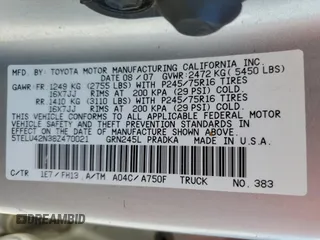 MFD BY: TOYOTA MOTOR MANUFACTURING CALIFORNIA INC.
DATE 08/07 GVWR: 2472 KG ( 5450 LBS)
GAWR: FR 1249 KG (2755 LBS) WITH P245/75R16 TIRES
16X7JJ RIMS AT 200 KPA (29 PSI) COLD.
RR 1410 KG (3110 LBS) WITH P245/75R16 TIRES
16X7JJ RIMS AT 200 KPA (29 PSI) COLD.
THIS VEHICLE CONFORMS TO ALL APPLICABLE FEDERAL MOTOR VEHICLE SAFETY AND
THEFT PREVENTION STANDARDS IN EFFECT ON THE DATE OF MANUFACTURE SHOWN ABOVE.
5TELU42N38Z470021 GRN245L PRADKA MADE IN U.S.A.
C/TR 1E7/FH13 A/TM A04C/A750F TRUCK NO. 383
© DREAMBID